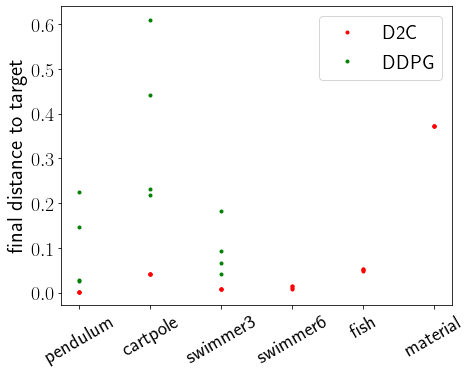 D2C
DDPG
final distance to target
0.6
0.5
0.4
0.3
0.2
0.1
0.0
pendulum
cartpole
swimmer3
swimmer6
fish
material